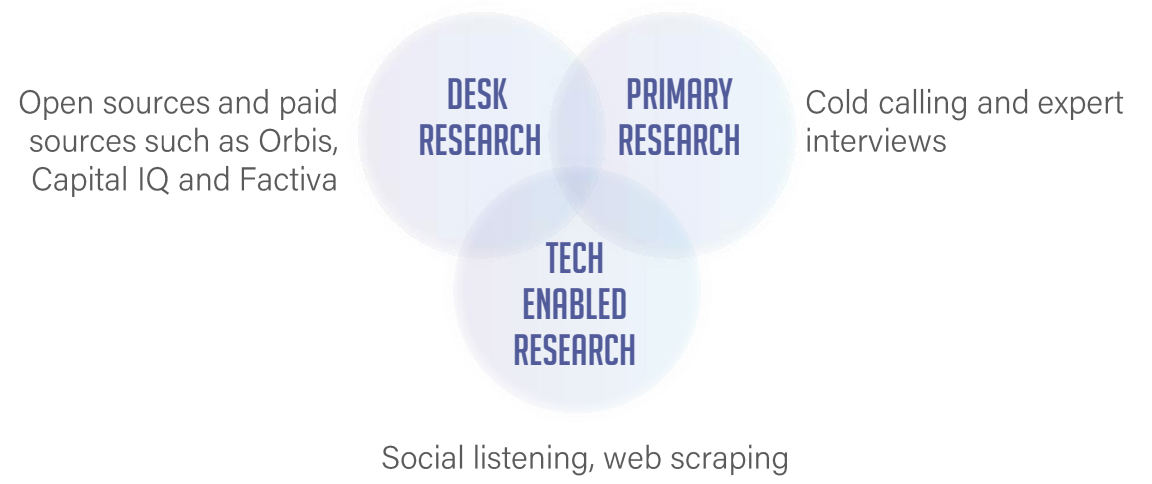 Open sources and paid
sources such as Orbis,
Capital IQ and Factiva
DESK
RESEARCH
PRIMARY
RESEARCH
Cold calling and expert
interviews
TECH
ENABLED
RESEARCH
Social listening, web scraping